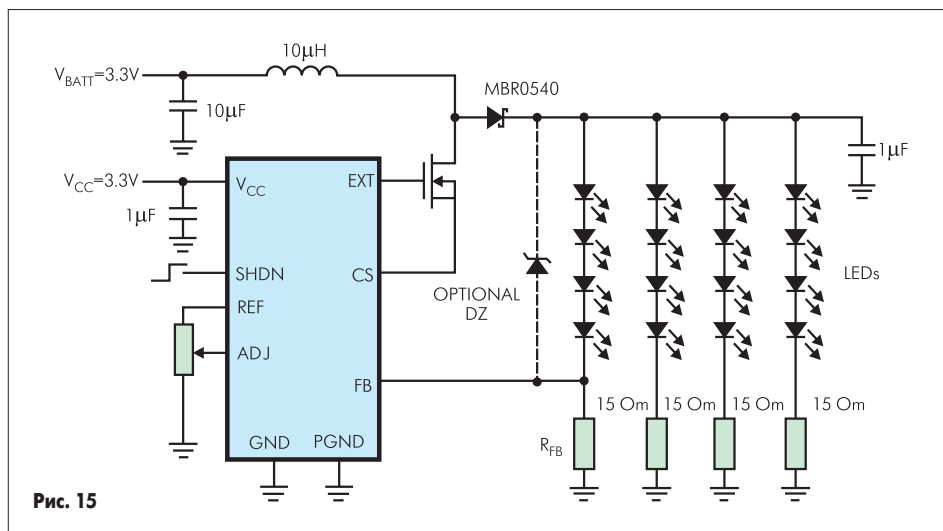 10µH
V_BATT=3.3V
10µF
MBR0540
1µF
V_CC=3.3V
V_CC
EXT
1µF
SHDN
CS
OPTIONAL
DZ
LEDs
REF
ADJ
FB
15 Om 15 Om 15 Om 15 Om
R_FB
GND PGND
Рис. 15